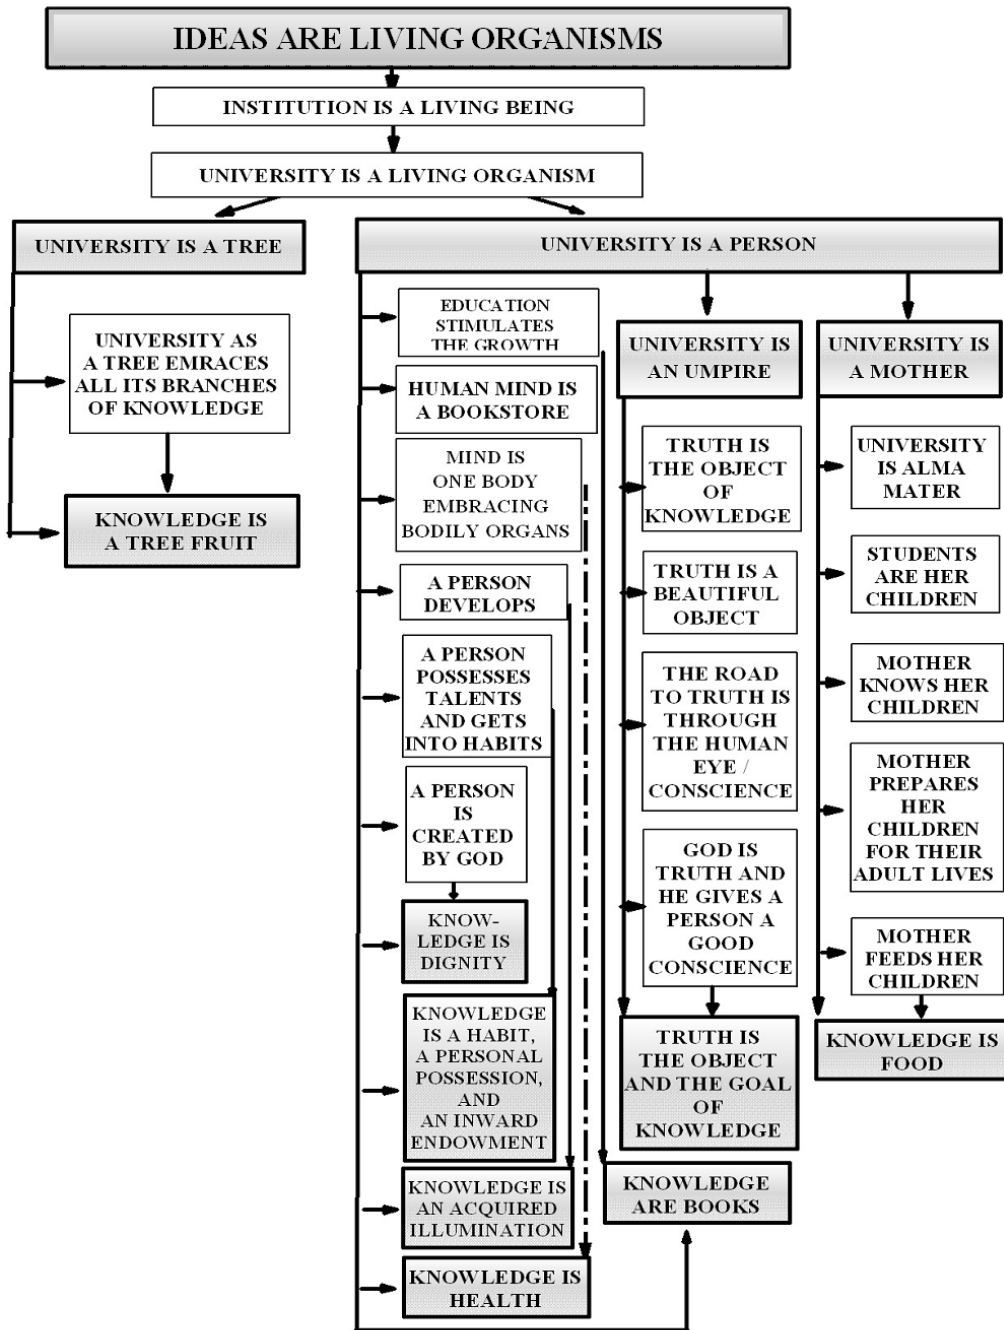 IDEAS ARE LIVING ORGANISMS
INSTITUTION IS A LIVING BEING
UNIVERSITY IS A LIVING ORGANISM
UNIVERSITY IS A TREE
UNIVERSITY AS
A TREE EMRACES
ALL ITS BRANCHES
OF KNOWLEDGE
KNOWLEDGE IS
A TREE FRUIT
UNIVERSITY IS A PERSON
EDUCATION
STIMULATES
THE GROWTH
HUMAN MIND IS
A BOOKSTORE
MIND IS
ONE BODY
EMBRACING
BODILY ORGANS
A PERSON
DEVELOPS
A PERSON
POSSESSES
TALENTS
AND GETS
INTO HABITS
A PERSON
IS
CREATED
BY GOD
KNOW-
LEDGE IS
DIGNITY
KNOWLEDGE
IS A HABIT,
A PERSONAL
POSSESSION,
AND
AN INWARD
ENDOWMENT
KNOWLEDGE IS
AN ACQUIRED
ILLUMINATION
KNOWLEDGE IS
HEALTH
UNIVERSITY IS
AN UMPIRE
TRUTH IS
THE OBJECT
OF
KNOWLEDGE
TRUTH IS A
BEAUTIFUL
OBJECT
THE ROAD
TO TRUTH IS
THROUGH
THE HUMAN
EYE /
CONSCIENCE
GOD IS
TRUTH AND
HE GIVES A
PERSON A
GOOD
CONSCIENCE
TRUTH IS
THE OBJECT
AND THE GOAL
OF
KNOWLEDGE
KNOWLEDGE
ARE BOOKS
UNIVERSITY IS
A MOTHER
UNIVERSITY
IS ALMA
MATER
STUDENTS
ARE HER
CHILDREN
MOTHER
KNOWS HER
CHILDREN
MOTHER
PREPARES
HER
CHILDREN
FOR THEIR
ADULT LIVES
MOTHER
FEEDS HER
CHILDREN
KNOWLEDGE IS
FOOD